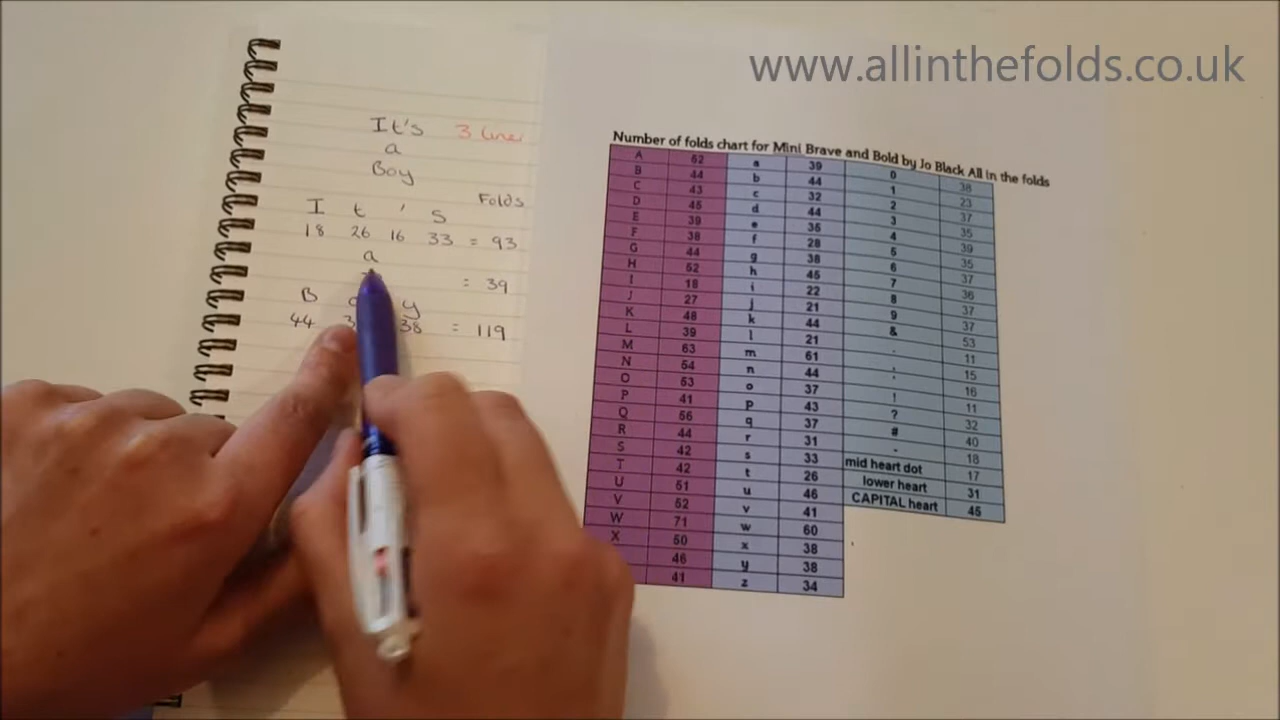 www.allinthefolds.co.uk
It's 3 line
a
Boy
Folds
I t ' s
18 26 16 33 = 93
a
= 39
B y
44 38 = 119
Number of folds chart for Mini Brave and Bold by Jo Black All in the folds
A 62 a 39 0 38
B 44 b 44 1 23
C 43 c 32 2 37
D 45 d 44 3 35
E 39 e 35 4 39
F 38 f 28 5 35
G 44 g 38 6 37
H 52 h 45 7 36
I 18 i 22 8 37
J 27 j 21 9 37
K 48 k 44 & 53
L 39 l 21 . 11
M 63 m 61 , 15
N 54 n 44 ' 16
O 53 o 37 ! 11
P 41 p 43 ? 32
Q 56 q 37 # 40
R 44 r 31 - 18
S 42 s 33 mid heart dot 17
T 42 t 26 lower heart 31
U 51 u 46 CAPITAL heart 45
V 52 v 41
W 71 w 60
X 50 x 38
46 y 38
41 z 34